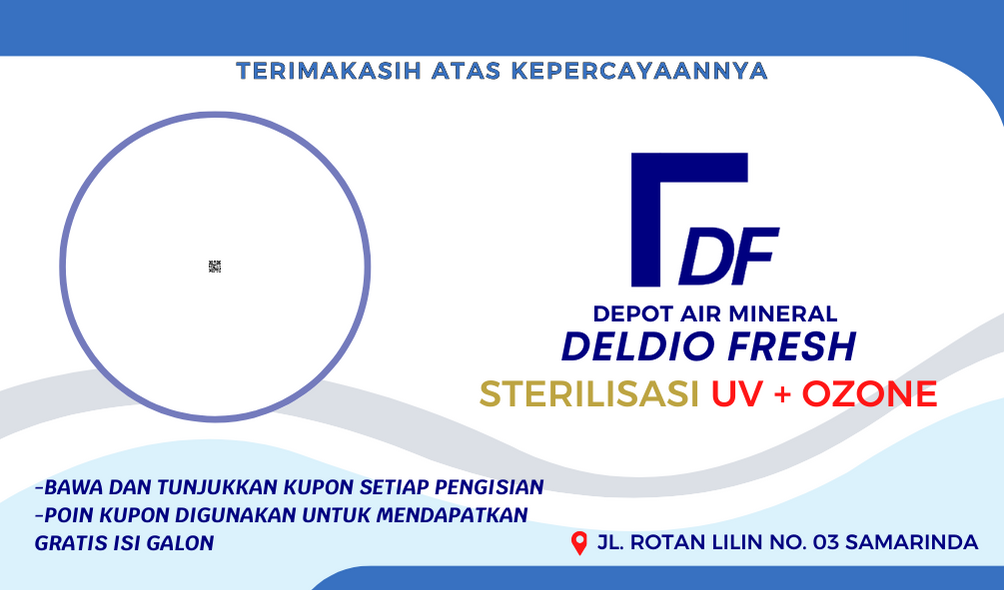 TERIMAKASIH ATAS KEPERCAYAANNYA
DF
DEPOT AIR MINERAL
DELDIO FRESH
STERILISASI UV + OZONE
-BAWA DAN TUNJUKKAN KUPON SETIAP PENGISIAN
-POIN KUPON DIGUNAKAN UNTUK MENDAPATKAN
GRATIS ISI GALON
JL. ROTAN LILIN NO. 03 SAMARINDA